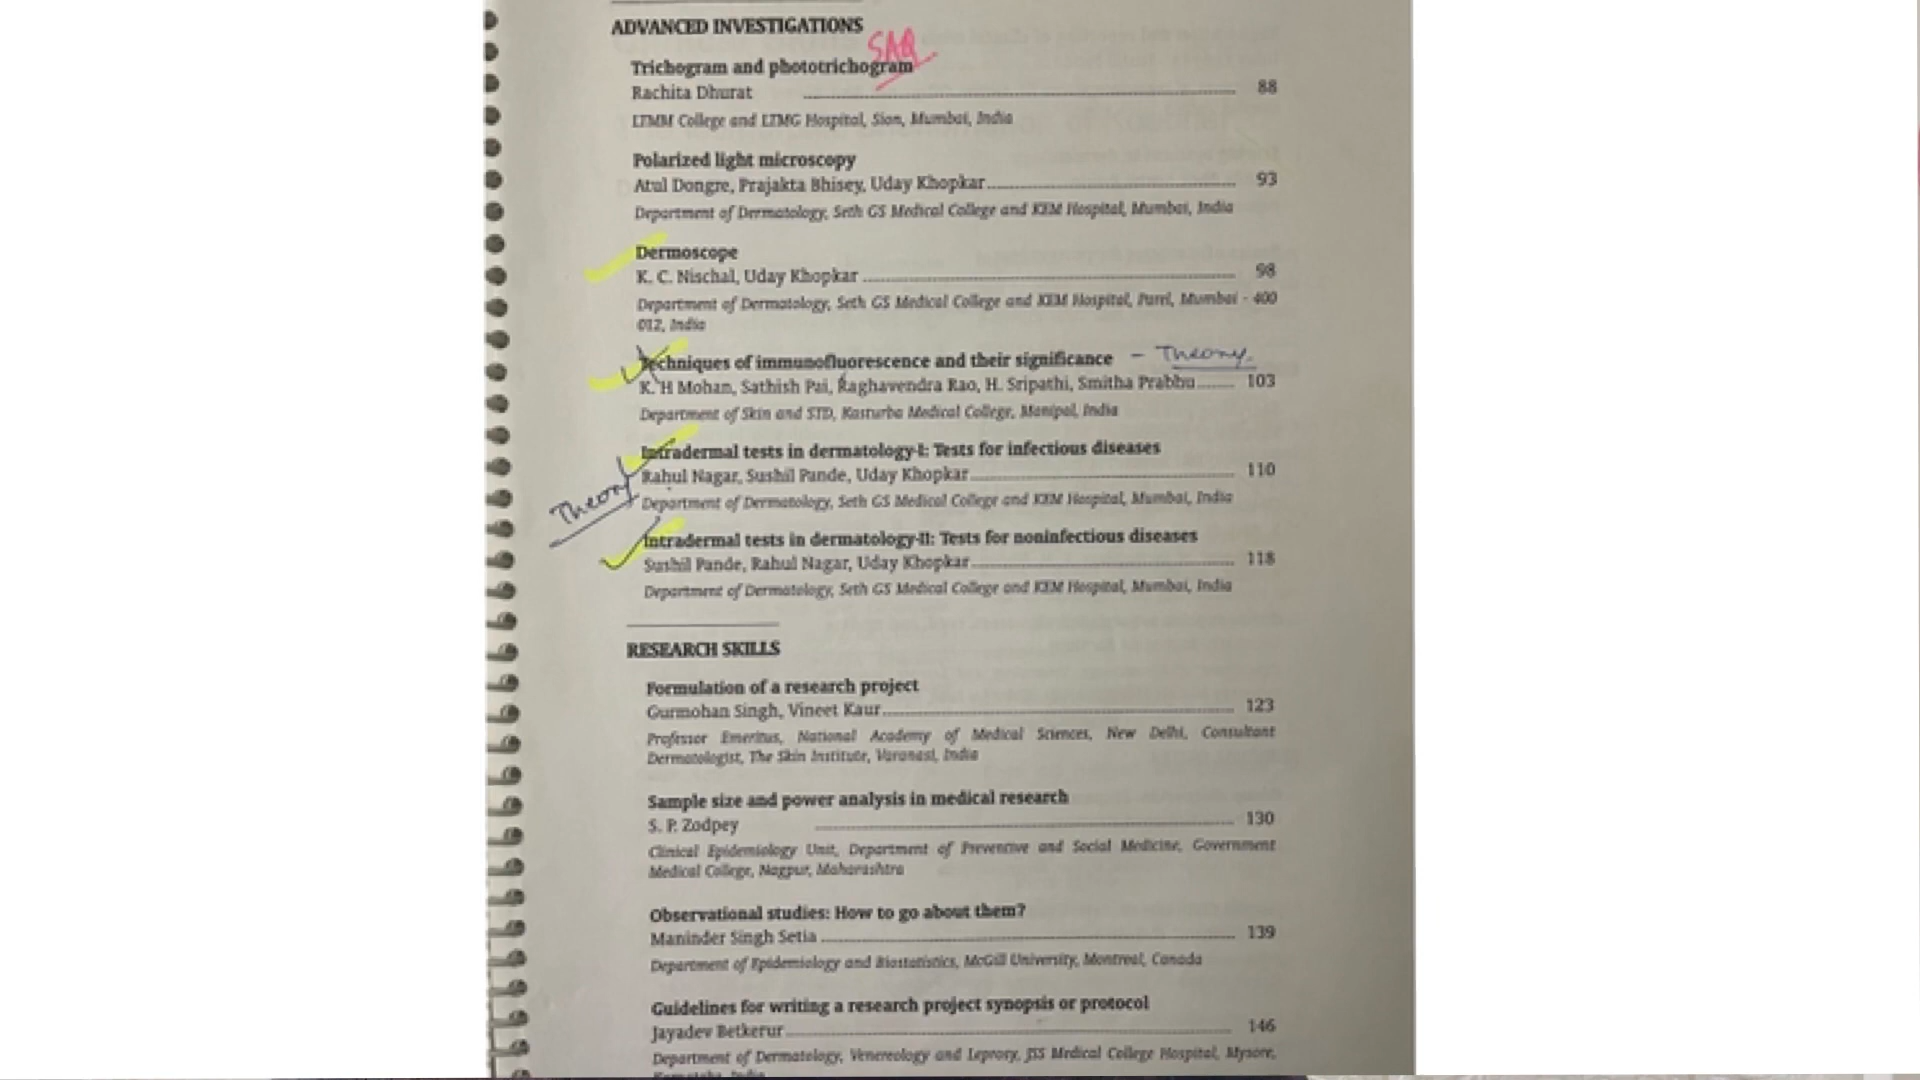 ADVANCED INVESTIGATIONS
SAQ
Trichogram and phototrichogram
Rachita Dhurat ........ 88
LTMM College and LTMG Hospital, Sion, Mumbai, India
Polarized light microscopy
Atul Dongre, Prajakta Bhisey, Uday Khopkar ........ 93
Department of Dermatology, Seth GS Medical College and KEM Hospital, Mumbai, India
Dermoscope
K. C. Nischal, Uday Khopkar ........ 98
Department of Dermatology, Seth GS Medical College and KEM Hospital, Parel, Mumbai - 400
012, India
Techniques of immunofluorescence and their significance - Theory.
K. H Mohan, Sathish Pai, Raghavendra Rao, H. Sripathi, Smitha Prabhu ........ 103
Department of Skin and STD, Kasturba Medical College, Manipal, India
Intradermal tests in dermatology-I: Tests for infectious diseases
Rahul Nagar, Sushil Pande, Uday Khopkar ........ 110
Theory
Department of Dermatology, Seth GS Medical College and KEM Hospital, Mumbai, India
Intradermal tests in dermatology-II: Tests for noninfectious diseases
Sushil Pande, Rahul Nagar, Uday Khopkar ........ 118
Department of Dermatology, Seth GS Medical College and KEM Hospital, Mumbai, India
RESEARCH SKILLS
Formulation of a research project
Gurmohan Singh, Vineet Kaur ........ 123
Professor Emeritus, National Academy of Medical Sciences, New Delhi, Consultant
Dermatologist, The Skin Institute, Varanasi, India
Sample size and power analysis in medical research
S. P. Zodpey ........ 130
Clinical Epidemiology Unit, Department of Preventive and Social Medicine, Government
Medical College, Nagpur, Maharashtra
Observational studies: How to go about them?
Maninder Singh Setia ........ 139
Department of Epidemiology and Biostatistics, McGill University, Montreal, Canada
Guidelines for writing a research project synopsis or protocol
Jayadev Betkerur ........ 146
Department of Dermatology, Venereology and Leprosy, JSS Medical College Hospital, Mysore,
Karnataka, India